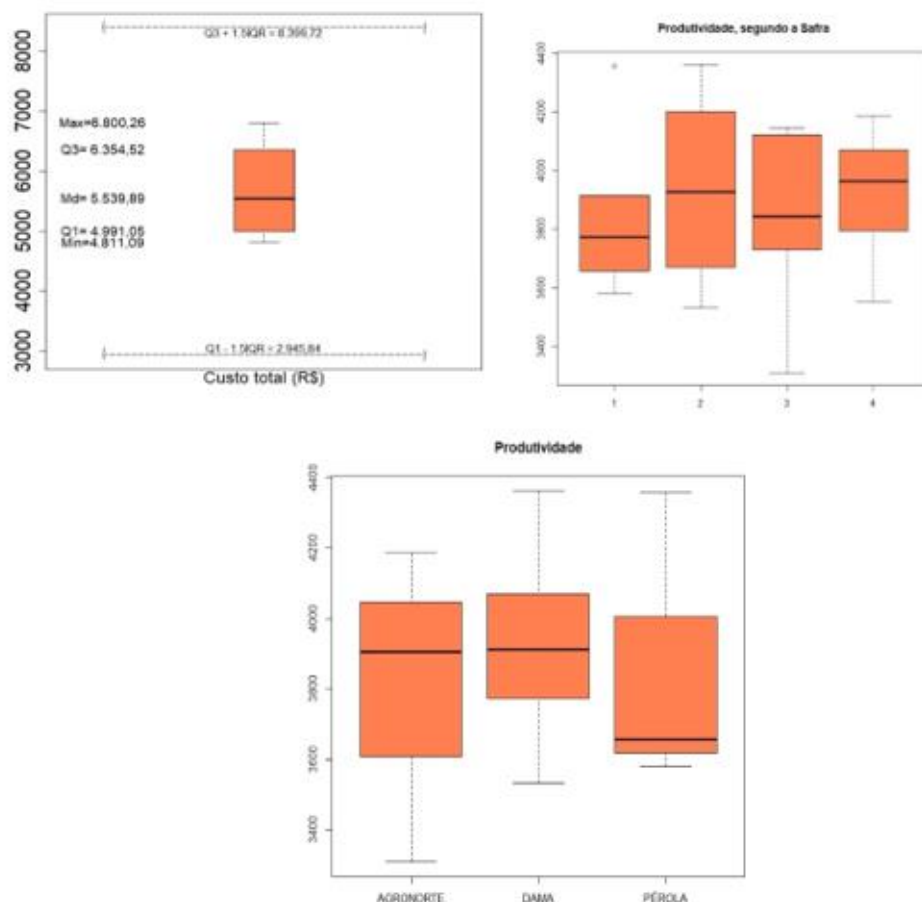 8000
7000
6000
5000
4000
3000
Q3 + 1.5IQR = 8.399,72
Max=6.800,26
Q3= 6.354,52
Md= 5.539,89
Q1= 4.991,05
Min=4.811,09
Q1 - 1.5IQR = 2.945,84
Custo total (R$)
Produtividade, segundo a Safra
4400
4200
4000
3800
3600
3400
1 2 3 4
Produtividade
4400
4200
4000
3800
3600
3400
AGRONORTE DAMA PÉROLA